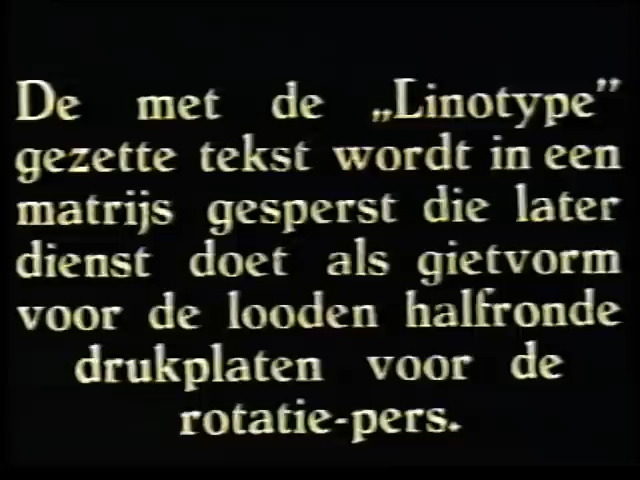 De met de „Linotype”
gezette tekst wordt in een
matrijs gesperst die later
dienst doet als gietvorm
voor de looden halfronde
drukplaten voor de
rotatie-pers.